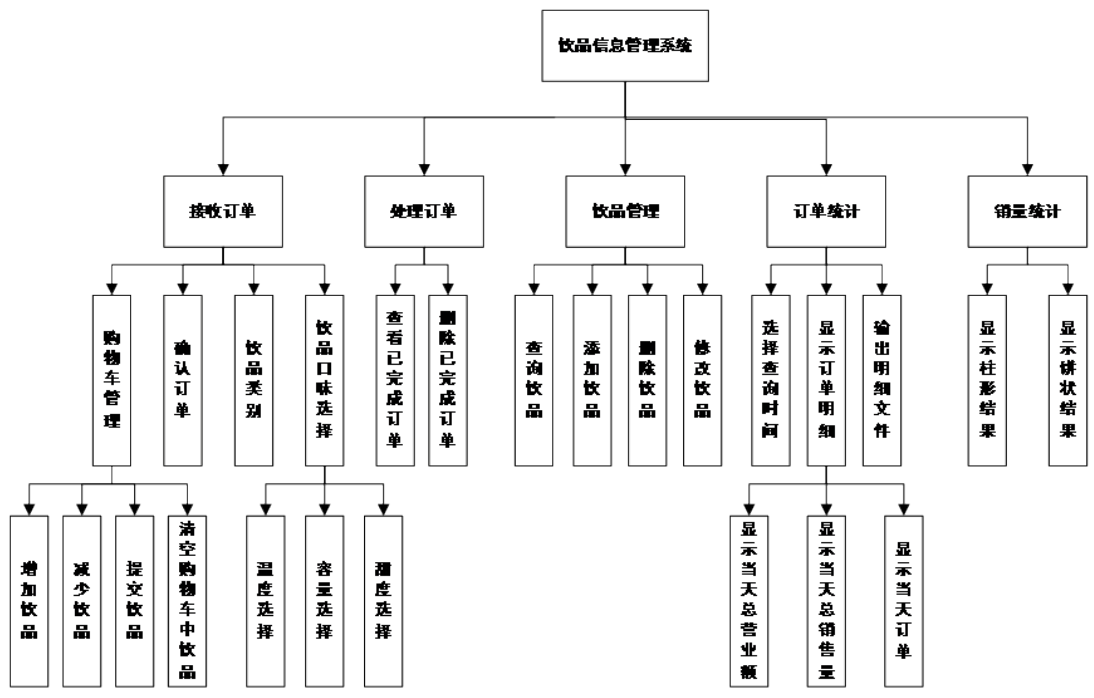 饮品信息管理系统
接收订单
处理订单
饮品管理
订单统计
销量统计
购物车管理
确认订单
饮品类别
饮品口味选择
查看已完成订单
删除已完成订单
查询饮品
添加饮品
删除饮品
修改饮品
选择查询时间
显示订单明细
输出明细文件
显示柱形结果
显示饼状结果
增加饮品
减少饮品
提交饮品
清空购物车中饮品
温度选择
容量选择
甜度选择
显示当天总营业额
显示当天总销售量
显示当天订单